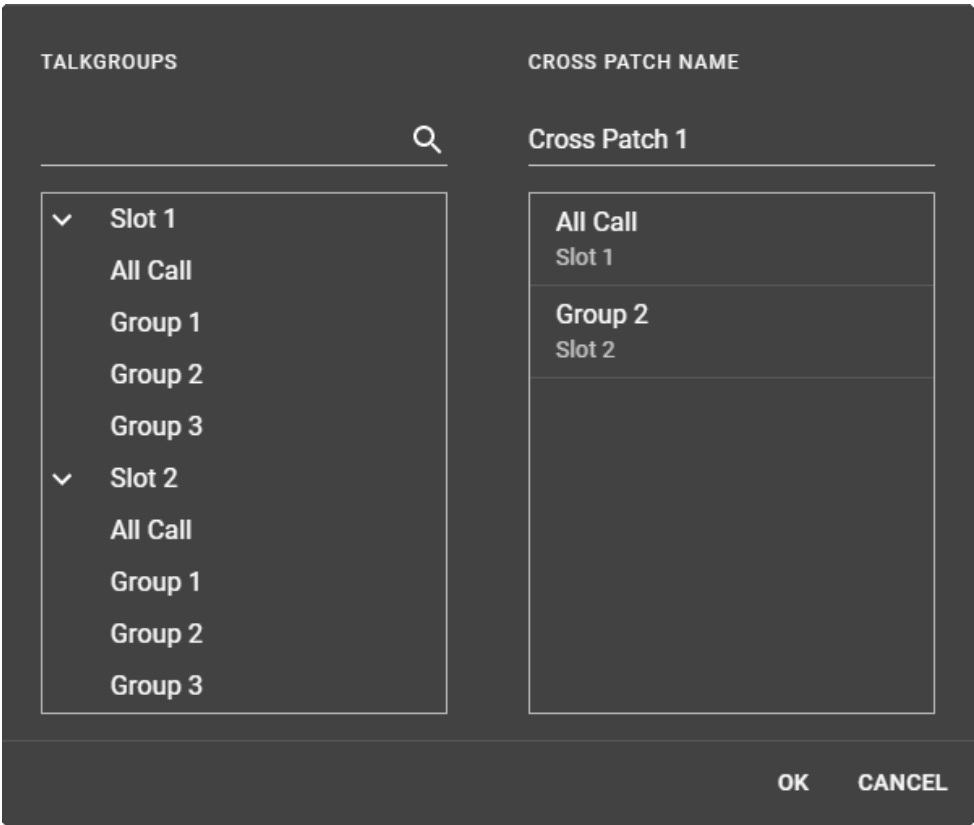 TALKGROUPS
Slot 1
All Call
Group 1
Group 2
Group 3
Slot 2
All Call
Group 1
Group 2
Group 3
CROSS PATCH NAME
Cross Patch 1
All Call
Slot 1
Group 2
Slot 2
OK
CANCEL